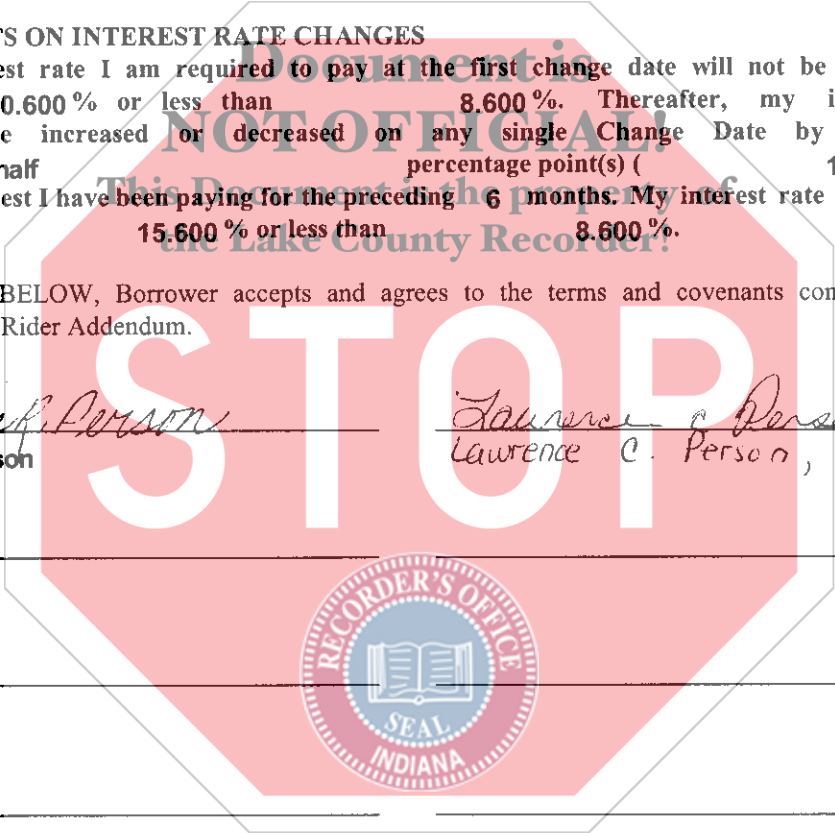 'S ON INTEREST RATE CHANGES
est rate I am required to pay at the first change date will not be
0.600 % or less than 8.600 %. Thereafter, my i
e increased or decreased on any single Change Date by
half percentage point(s) ( 1
est I have been paying for the preceding 6 months. My interest rate
15.600 % or less than 8.600 %.
Document is
NOT OFFICIAL!
This Document is the property of
the Lake County Recorder!
BELOW, Borrower accepts and agrees to the terms and covenants con
Rider Addendum.
STOP
Person Lawrence C Perso
son Lawrence C. Person,
RECORDER'S OFFICE
SEAL
INDIANA